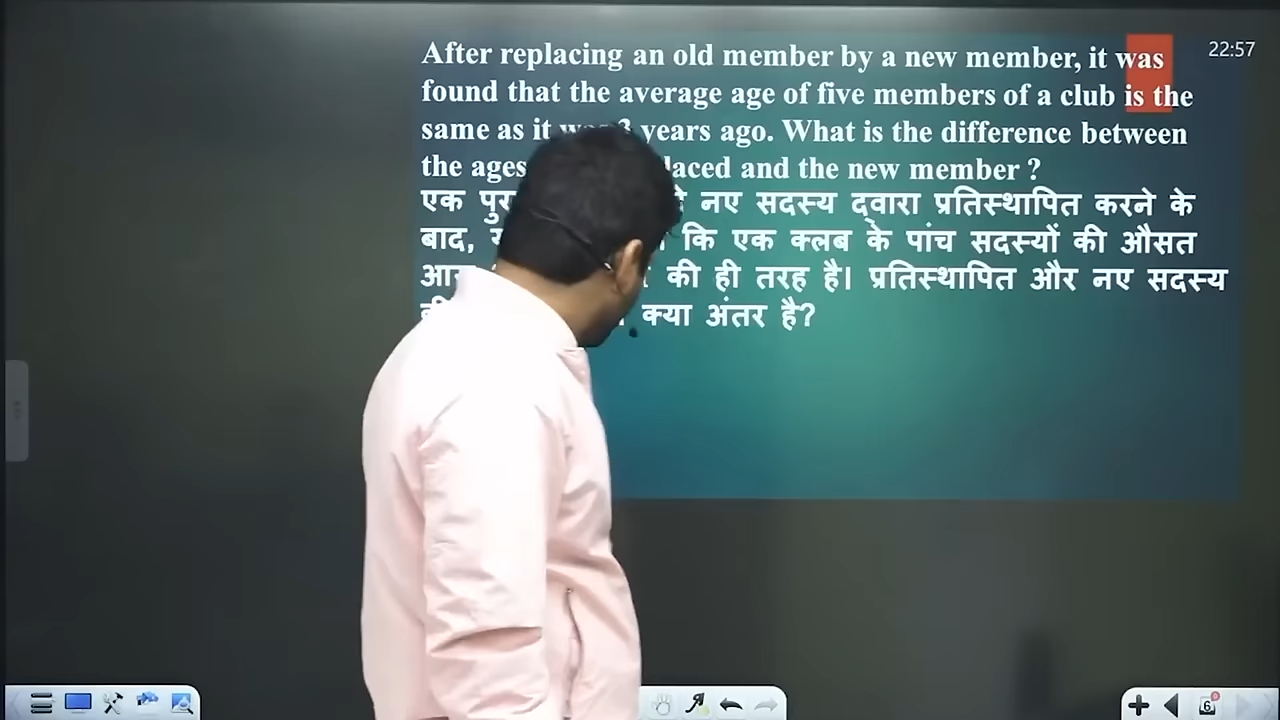 22:57
After replacing an old member by a new member, it was
found that the average age of five members of a club is the
same as it was 3 years ago. What is the difference between
the ages and the new member ?
एक नए सदस्य द्वारा प्रतिस्थापित करने के
बाद, कि एक क्लब के पांच सदस्यों की औसत
की ही तरह है। प्रतिस्थापित और नए सदस्य
क्या अंतर है?
6